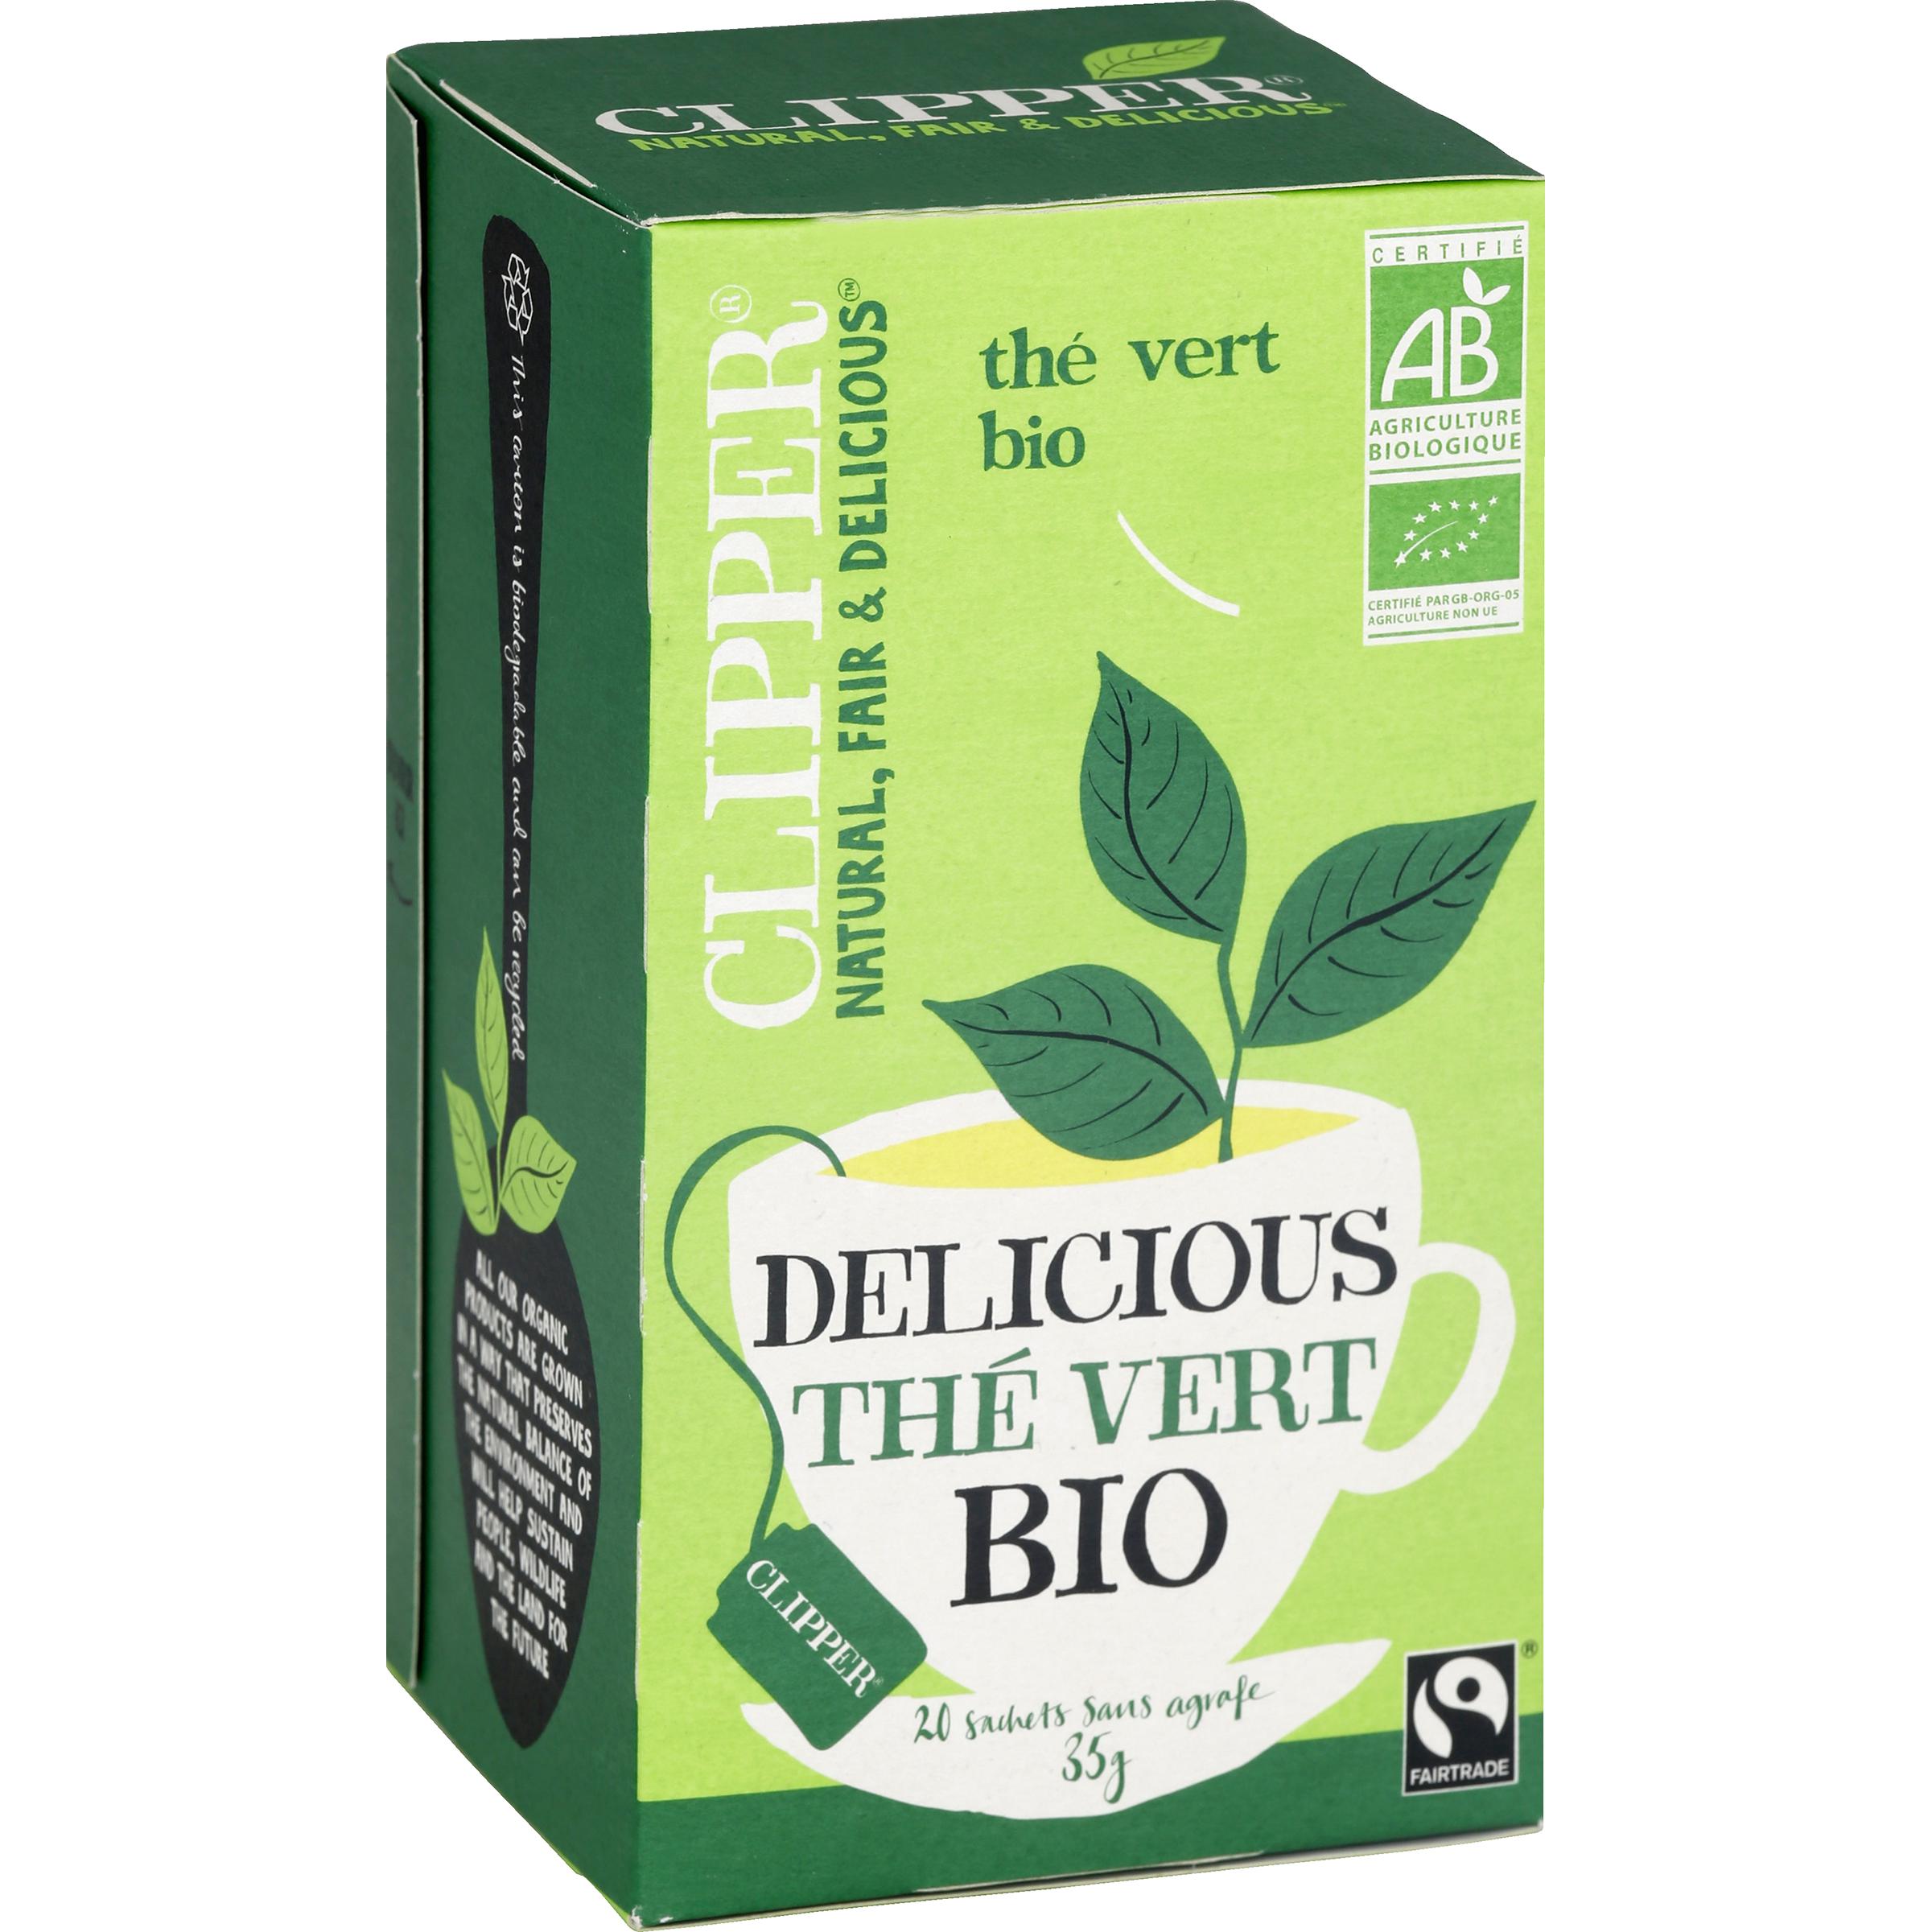 CLIPPER®
NATURAL, FAIR & DELICIOUS™
CLIPPER®
NATURAL, FAIR & DELICIOUS™
thé vert
bio
CERTIFIÉ
AB
AGRICULTURE
BIOLOGIQUE
CERTIFIÉ PAR GB-ORG-05
AGRICULTURE NON UE
DELICIOUS
THÉ VERT
BIO
CLIPPER®
20 sachets sans agrafe
35g
FAIRTRADE
®
This carton is biodegradable and can be recycled
ALL OUR ORGANIC
PRODUCTS ARE GROWN
IN A WAY THAT PRESERVES
THE NATURAL BALANCE OF
THE ENVIRONMENT AND
WILL HELP SUSTAIN
PEOPLE, WILDLIFE
AND THE LAND FOR
THE FUTURE